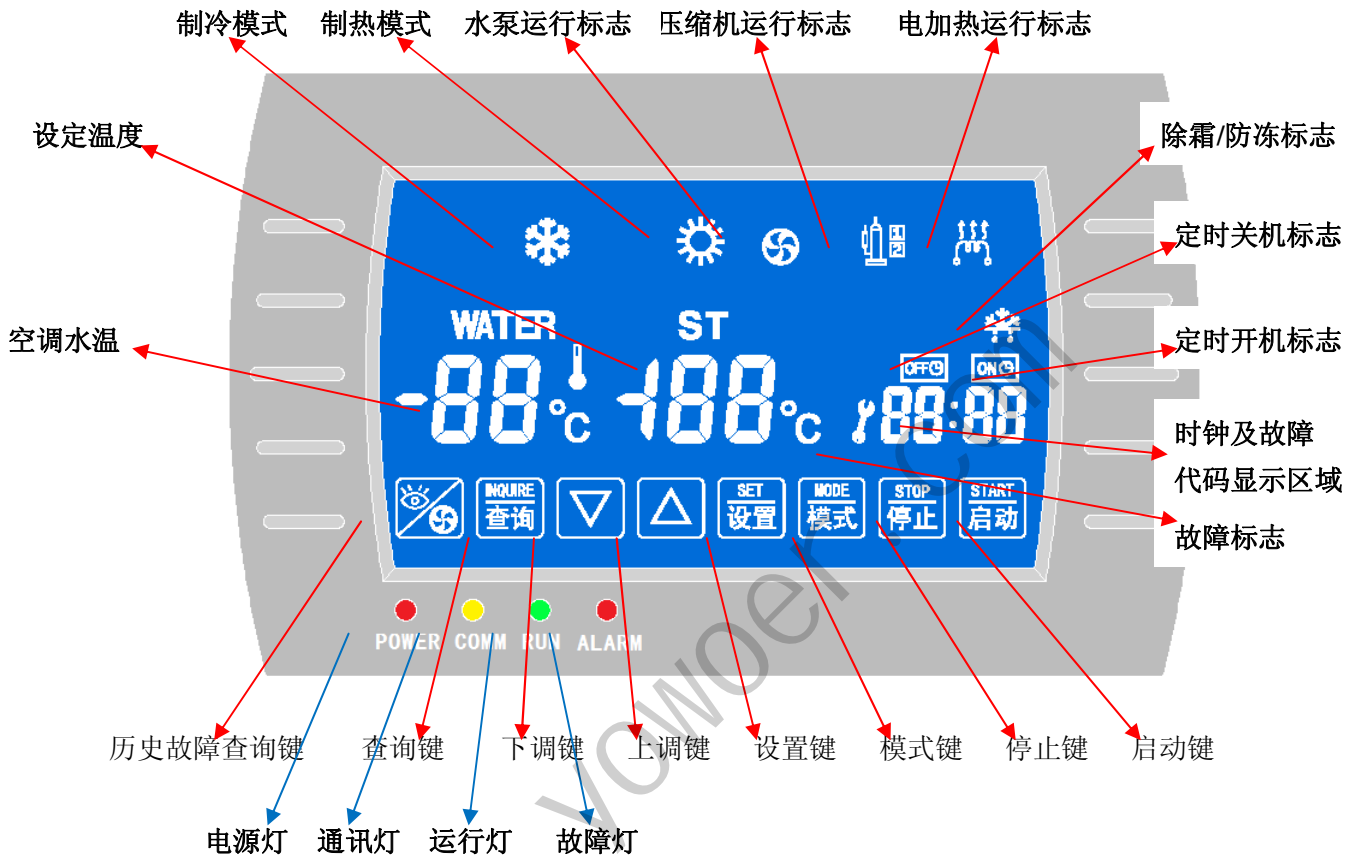 制冷模式 制热模式 水泵运行标志 压缩机运行标志 电加热运行标志
设定温度
除霜/防冻标志
定时关机标志
WATER ST
空调水温
定时开机标志
OFF ON
-88 °C 188 °C 88:88
时钟及故障
代码显示区域
故障标志
INQUIRE SET MODE STOP START
查询 设置 模式 停止 启动
POWER COMM RUN ALARM
历史故障查询键 查询键 下调键 上调键 设置键 模式键 停止键 启动键
电源灯 通讯灯 运行灯 故障灯
yowoer.com